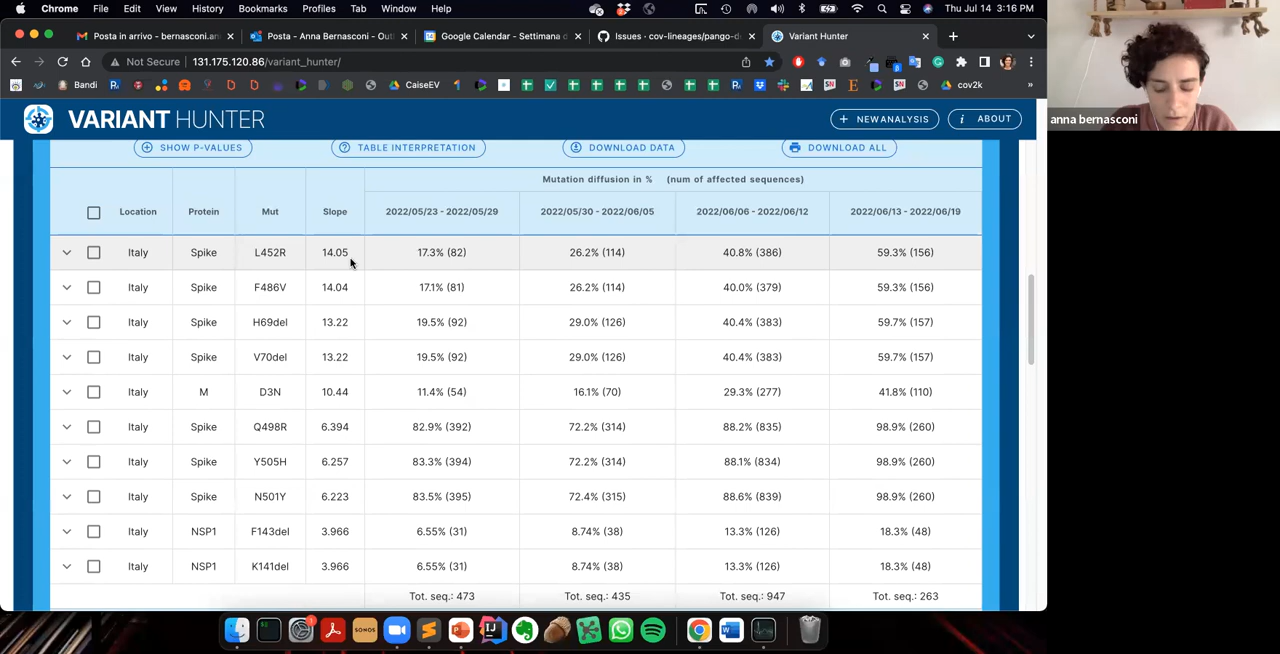 Chrome File Edit View History Bookmarks Profiles Tab Window Help Thu Jul 14 3:16 PM
Posta in arrivo - bernasconi.an Posta - Anna Bernasconi - Outl Google Calendar - Settimana d Issues · cov-lineages/pango-d Variant Hunter
Not Secure 131.175.120.86/variant_hunter/
Bandi CaiseEV cov2k
VARIANT HUNTER + NEW ANALYSIS i ABOUT
anna bernasconi
SHOW P-VALUES TABLE INTERPRETATION DOWNLOAD DATA DOWNLOAD ALL
Mutation diffusion in % (num of affected sequences)
Location Protein Mut Slope 2022/05/23 - 2022/05/29 2022/05/30 - 2022/06/05 2022/06/06 - 2022/06/12 2022/06/13 - 2022/06/19
Italy Spike L452R 14.05 17.3% (82) 26.2% (114) 40.8% (386) 59.3% (156)
Italy Spike F486V 14.04 17.1% (81) 26.2% (114) 40.0% (379) 59.3% (156)
Italy Spike H69del 13.22 19.5% (92) 29.0% (126) 40.4% (383) 59.7% (157)
Italy Spike V70del 13.22 19.5% (92) 29.0% (126) 40.4% (383) 59.7% (157)
Italy M D3N 10.44 11.4% (54) 16.1% (70) 29.3% (277) 41.8% (110)
Italy Spike Q498R 6.394 82.9% (392) 72.2% (314) 88.2% (835) 98.9% (260)
Italy Spike Y505H 6.257 83.3% (394) 72.2% (314) 88.1% (834) 98.9% (260)
Italy Spike N501Y 6.223 83.5% (395) 72.4% (315) 88.6% (839) 98.9% (260)
Italy NSP1 F143del 3.966 6.55% (31) 8.74% (38) 13.3% (126) 18.3% (48)
Italy NSP1 K141del 3.966 6.55% (31) 8.74% (38) 13.3% (126) 18.3% (48)
Tot. seq.: 473 Tot. seq.: 435 Tot. seq.: 947 Tot. seq.: 263
SONOS